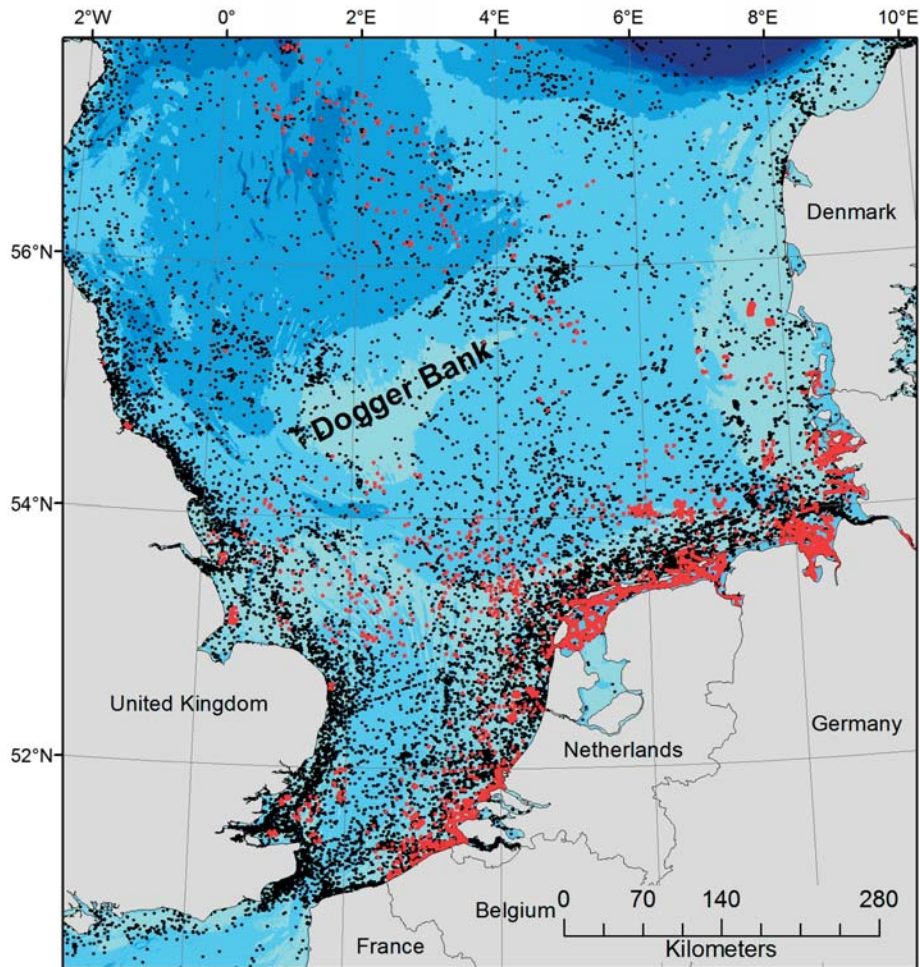 2°W 0° 2°E 4°E 6°E 8°E 10°E
Denmark
56°N
Dogger Bank
54°N
United Kingdom
Germany
Netherlands
52°N
Belgium
0 70 140 280
Kilometers
France